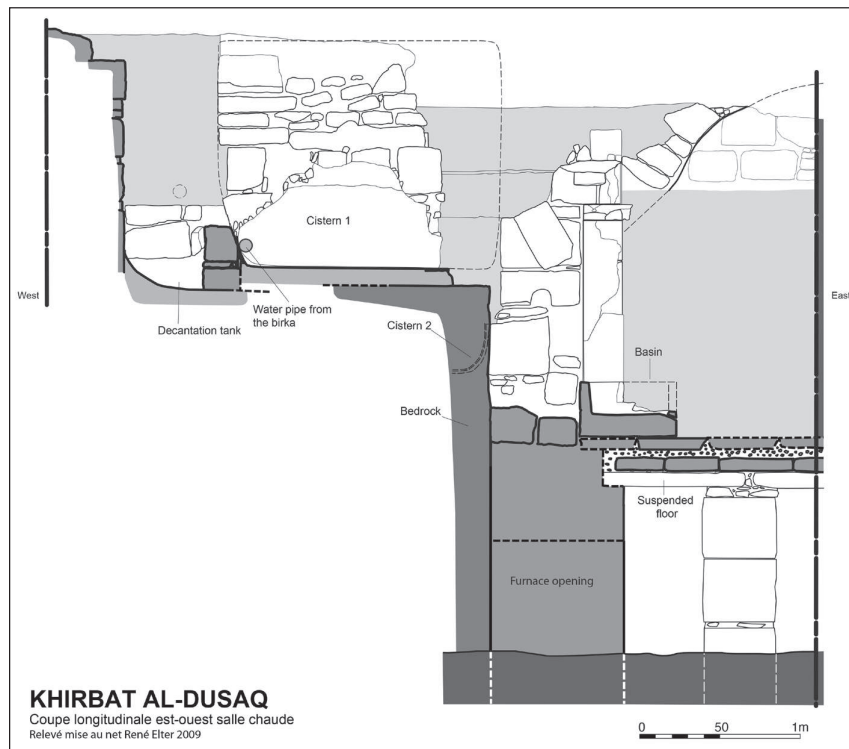 Cistern 1
West
East
Water pipe from
the birka
Decantation tank
Cistern 2
Basin
Bedrock
Suspended
floor
Furnace opening
KHIRBAT AL-DUSAQ
Coupe longitudinale est-ouest salle chaude
Relevé mise au net René Elter 2009
0 50 1m